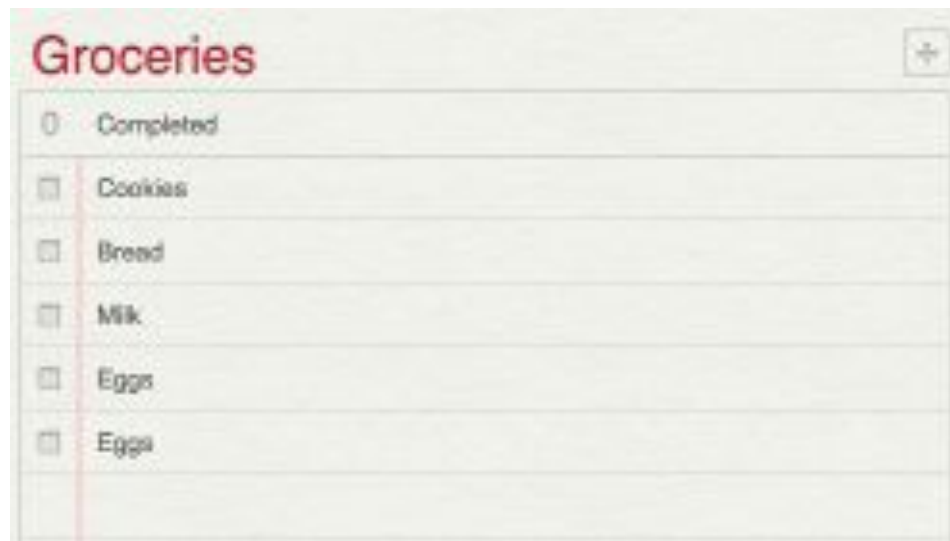 Groceries
0 Completed
Cookies
Bread
Milk
Eggs
Eggs